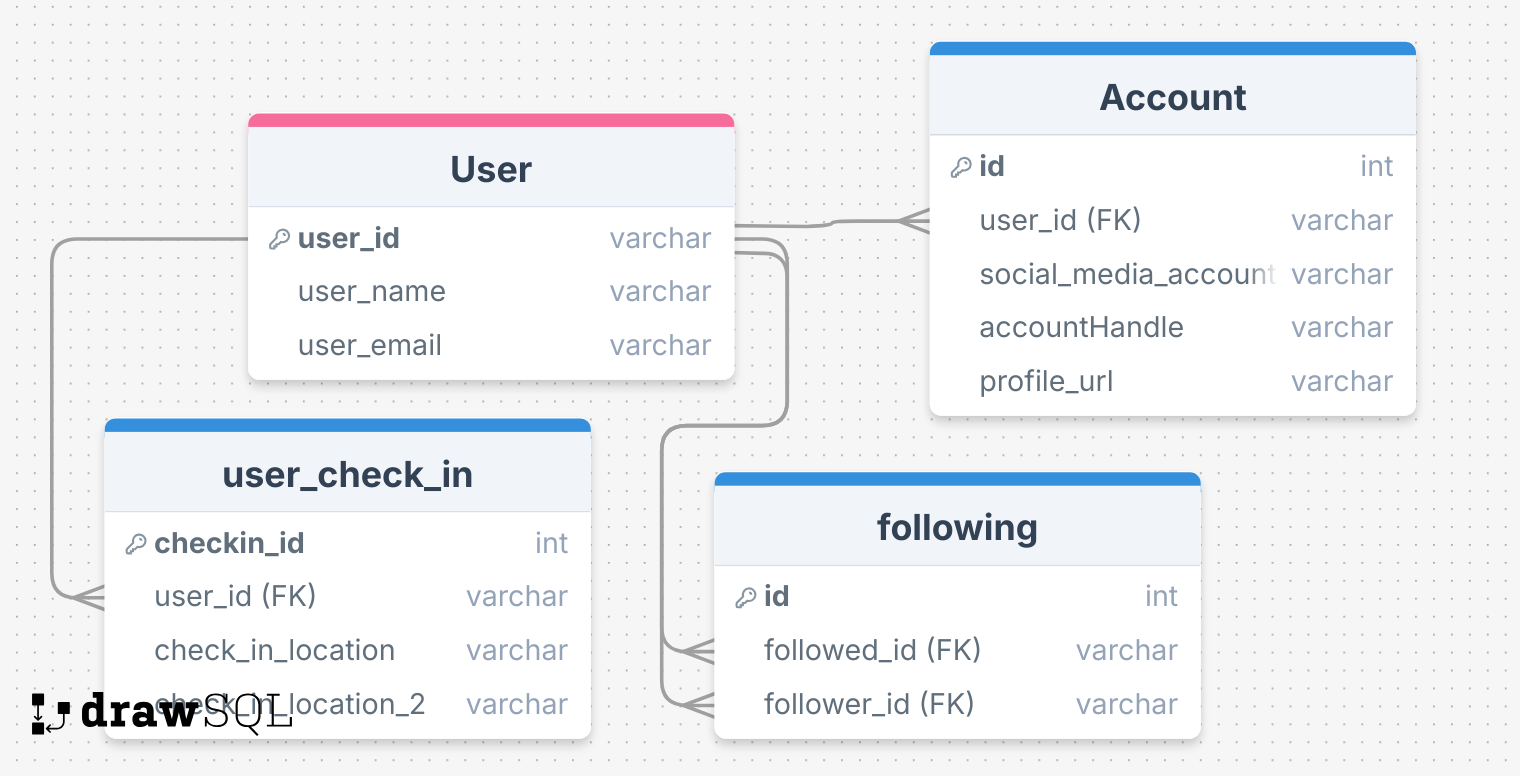 User
user_id varchar
user_name varchar
user_email varchar
Account
id int
user_id (FK) varchar
social_media_account varchar
accountHandle varchar
profile_url varchar
user_check_in
checkin_id int
user_id (FK) varchar
check_in_location varchar
check_in_location_2 varchar
following
id int
followed_id (FK) varchar
follower_id (FK) varchar
drawSQL